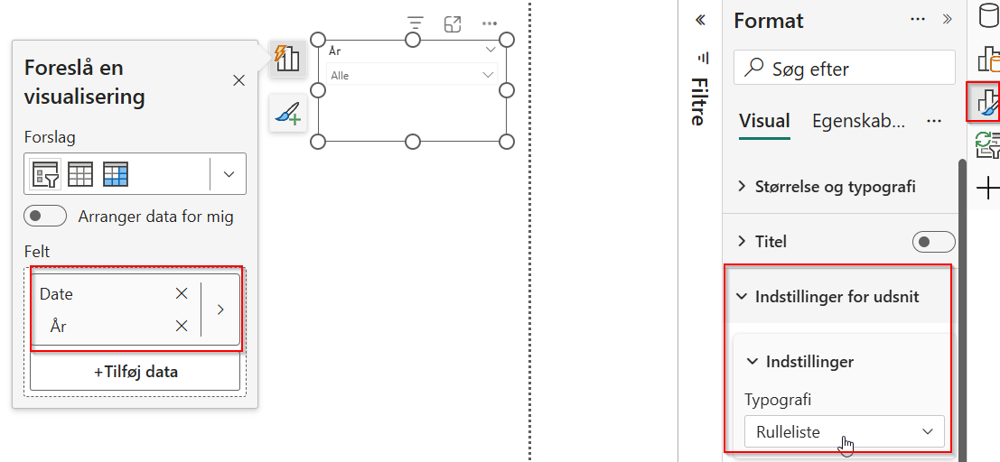 Foreslå en
visualisering
Forslag
Arranger data for mig
Felt
Date
År
+Tilføj data
År
Alle
Filtre
Format
Søg efter
Visual
Egenskab...
Størrelse og typografi
Titel
Indstillinger for udsnit
Indstillinger
Typografi
Rulleliste